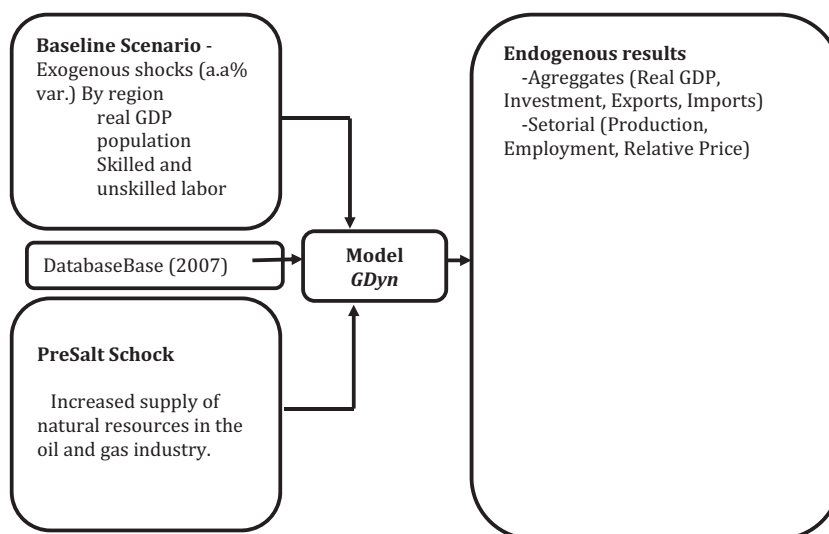 Baseline Scenario -
Exogenous shocks (a.a%
var.) By region
real GDP
population
Skilled and
unskilled labor
DatabaseBase (2007)
PreSalt Schock
Increased supply of
natural resources in the
oil and gas industry.
Model
GDyn
Endogenous results
-Agreggates (Real GDP,
Investment, Exports, Imports)
-Setorial (Production,
Employment, Relative Price)